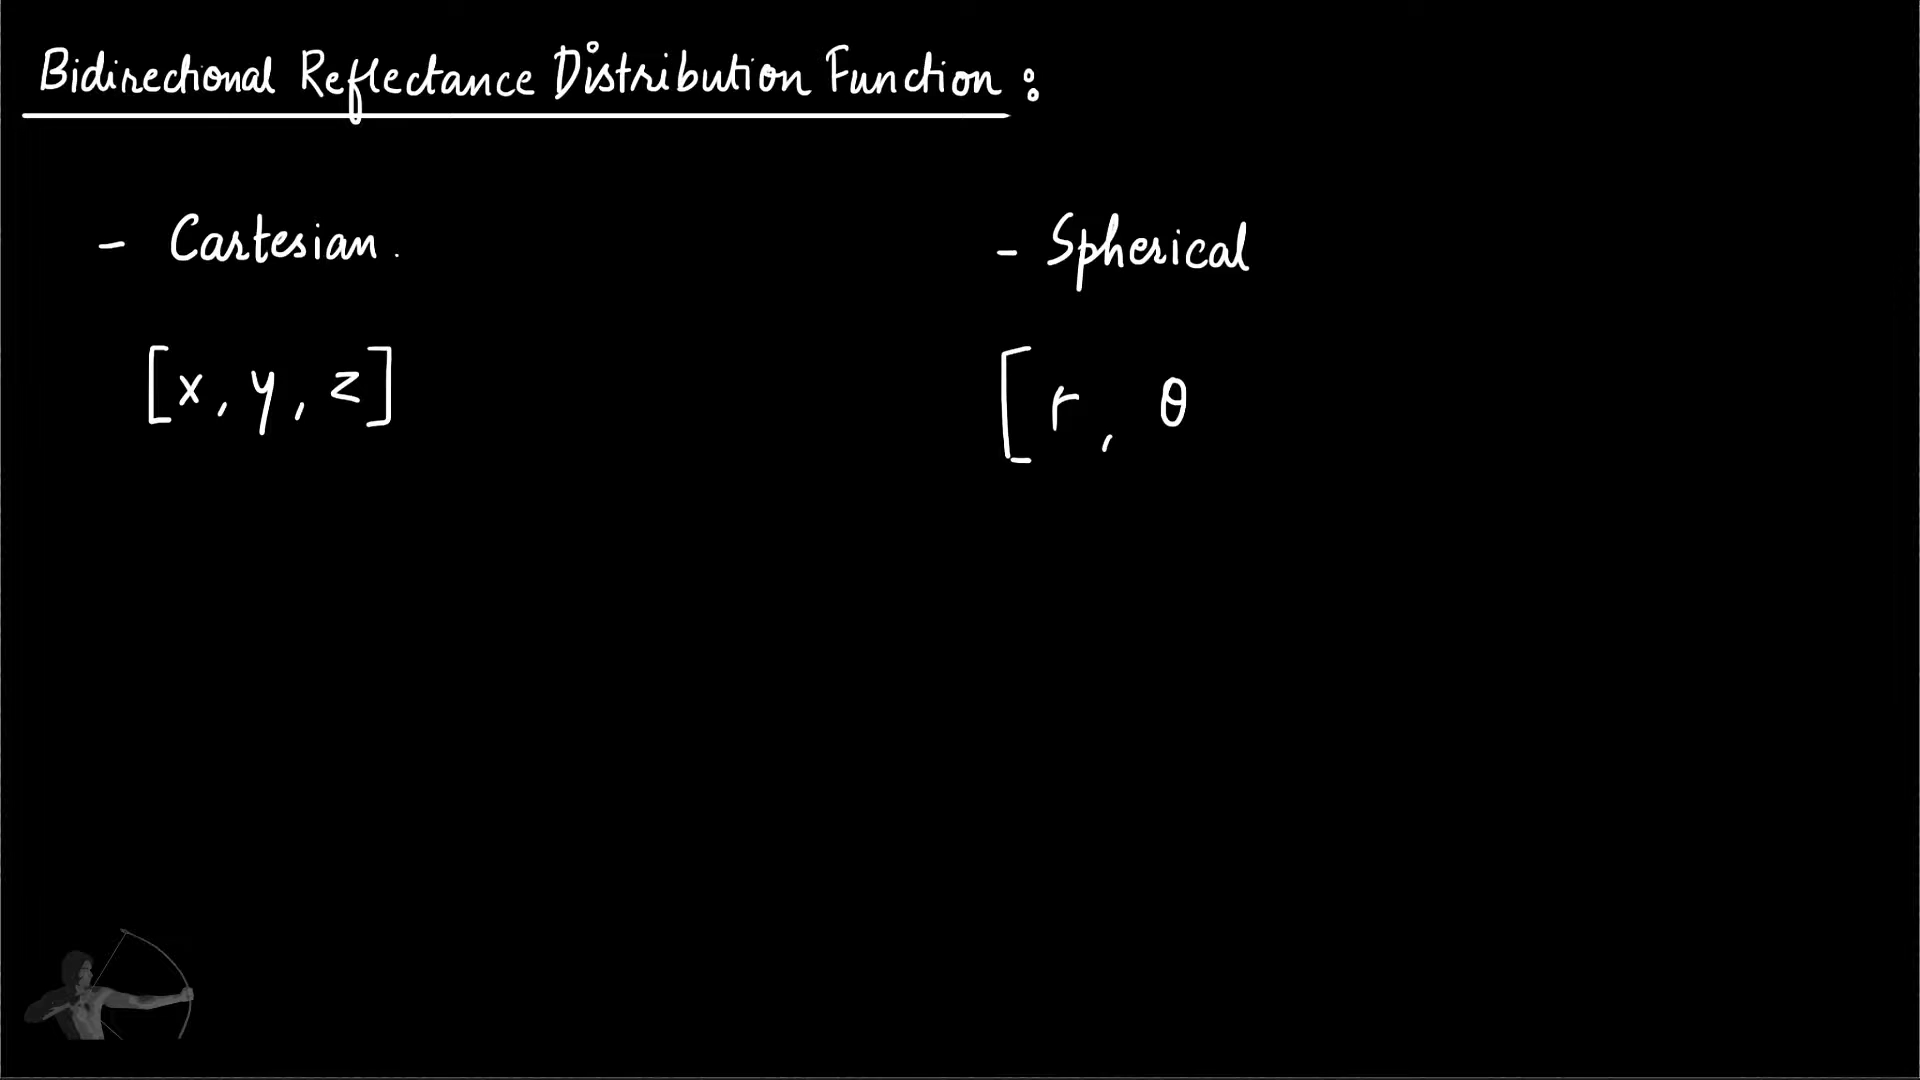 Bidirectional Reflectance Distribution Function :
- Cartesian.
- Spherical
[x, y, z]
[r, θ